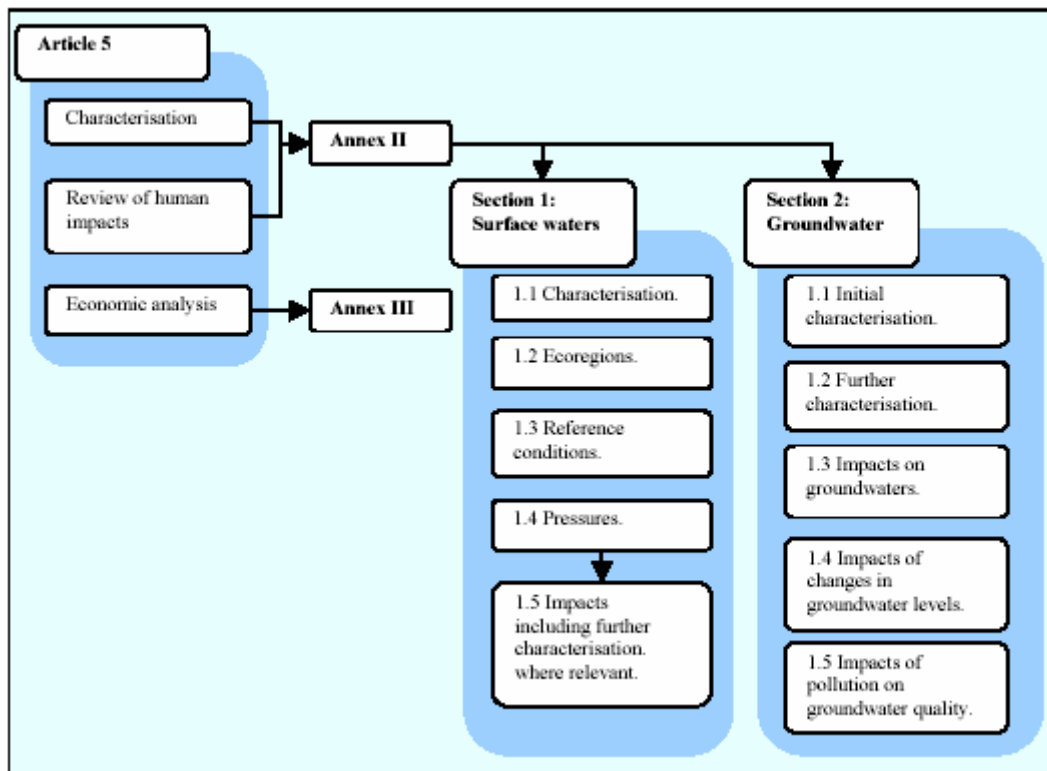 Article 5
Characterisation
Review of human
impacts
Economic analysis
Annex II
Annex III
Section 1:
Surface waters
1.1 Characterisation.
1.2 Ecoregions.
1.3 Reference
conditions.
1.4 Pressures.
1.5 Impacts
including further
characterisation.
where relevant.
Section 2:
Groundwater
1.1 Initial
characterisation.
1.2 Further
characterisation.
1.3 Impacts on
groundwaters.
1.4 Impacts of
changes in
groundwater levels.
1.5 Impacts of
pollution on
groundwater quality.